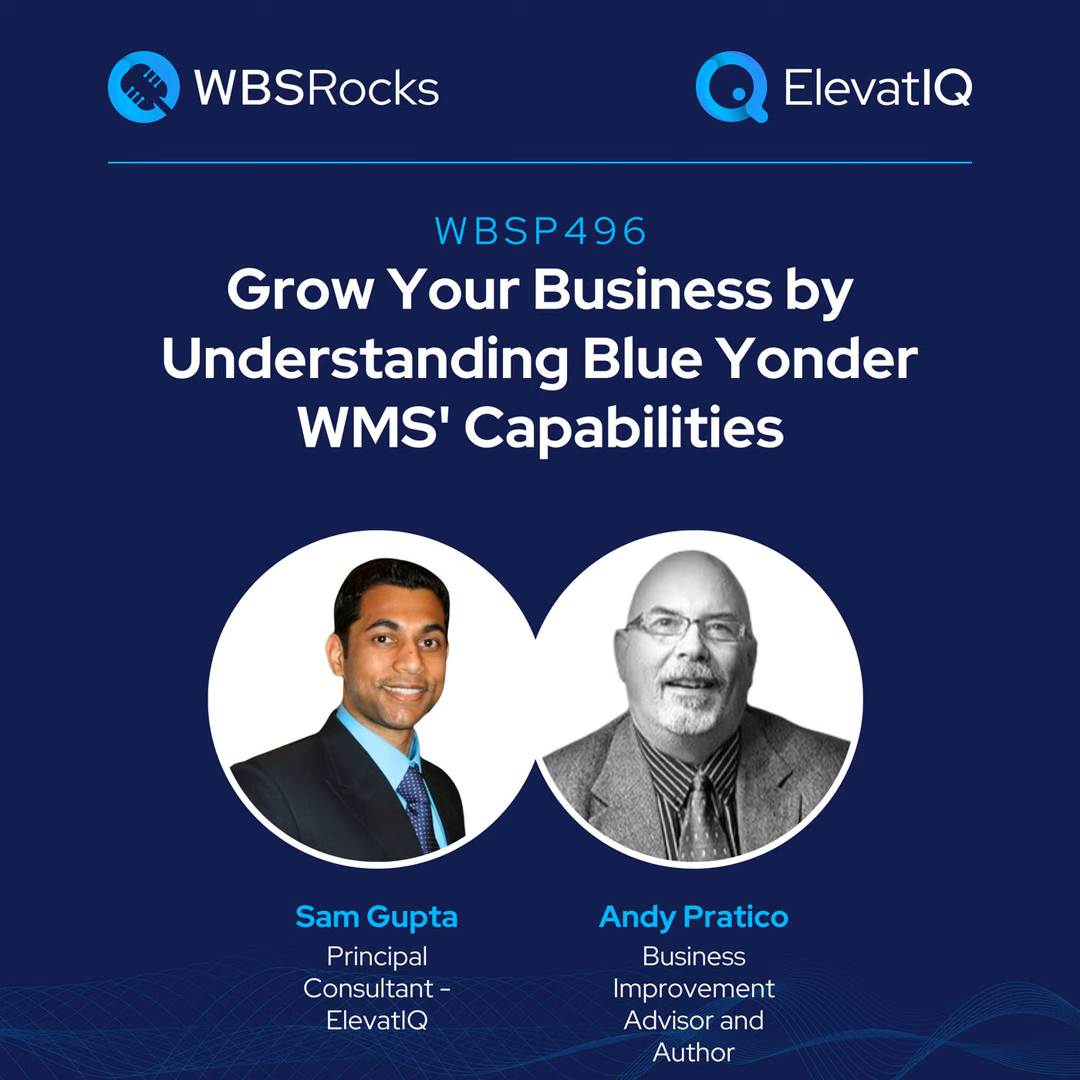 WBSRocks
ElevatIQ
WBSP496
Grow Your Business by
Understanding Blue Yonder
WMS' Capabilities
Sam Gupta
Principal
Consultant -
ElevatIQ
Andy Pratico
Business
Improvement
Advisor and
Author